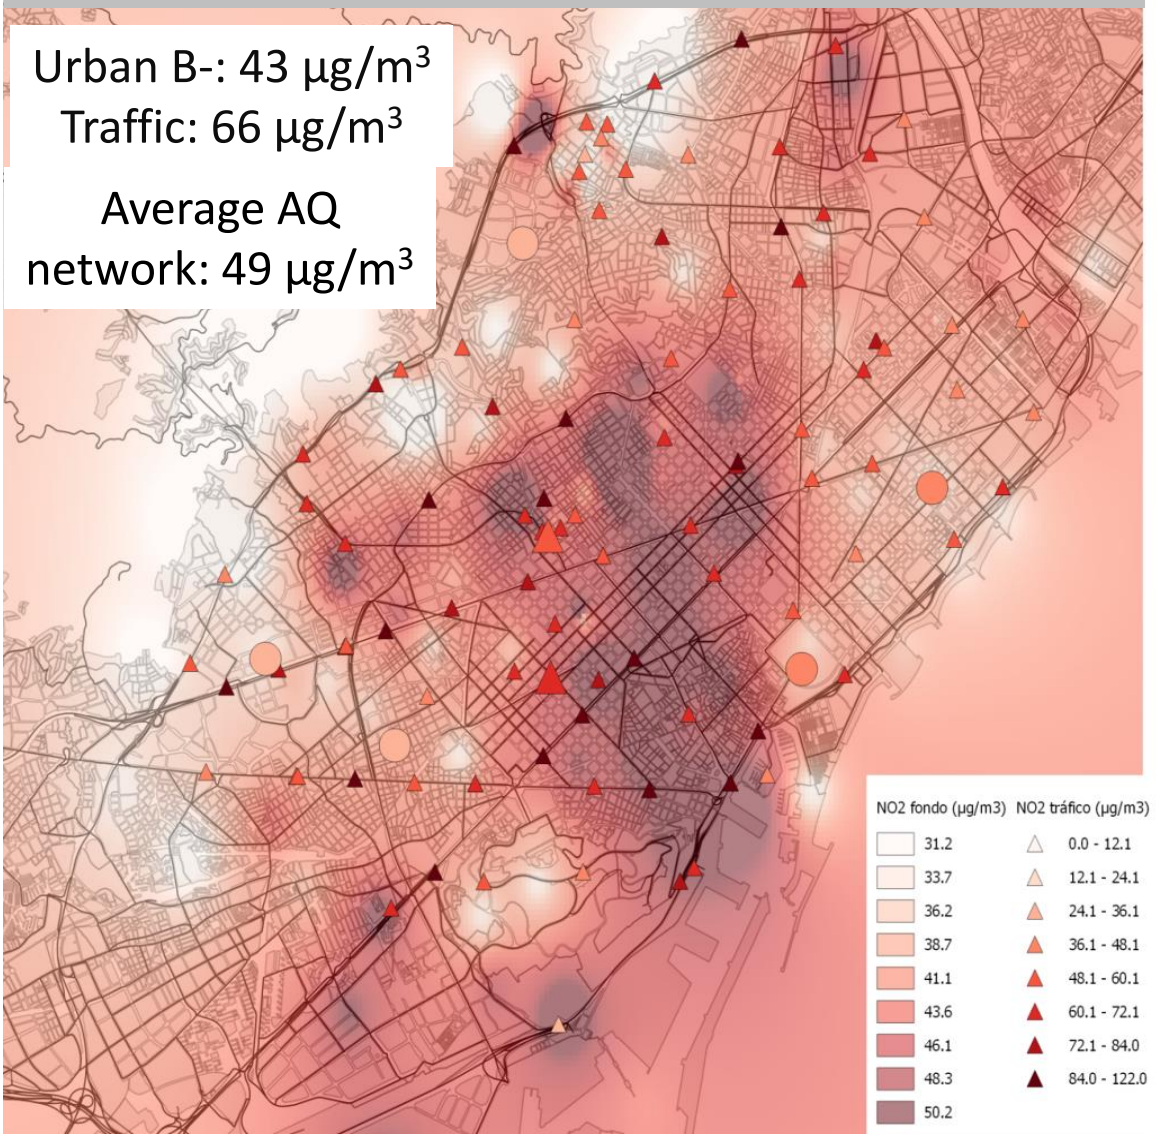 Urban B-: 43 µg/m³
Traffic: 66 µg/m³
Average AQ
network: 49 µg/m³
NO2 fondo (µg/m3) NO2 tráfico (µg/m3)
31.2 0.0 - 12.1
33.7 12.1 - 24.1
36.2 24.1 - 36.1
38.7 36.1 - 48.1
41.1 48.1 - 60.1
43.6 60.1 - 72.1
46.1 72.1 - 84.0
48.3 84.0 - 122.0
50.2